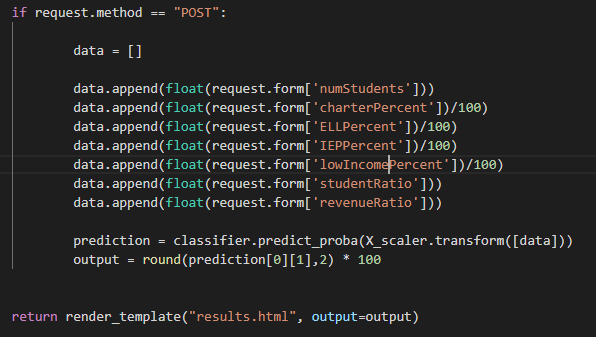 if request.method == "POST":
data = []
data.append(float(request.form['numStudents']))
data.append(float(request.form['charterPercent'])/100)
data.append(float(request.form['ELLPercent'])/100)
data.append(float(request.form['IEPPercent'])/100)
data.append(float(request.form['lowIncomePercent'])/100)
data.append(float(request.form['studentRatio']))
data.append(float(request.form['revenueRatio']))
prediction = classifier.predict_proba(X_scaler.transform([data]))
output = round(prediction[0][1],2) * 100
return render_template("results.html", output=output)